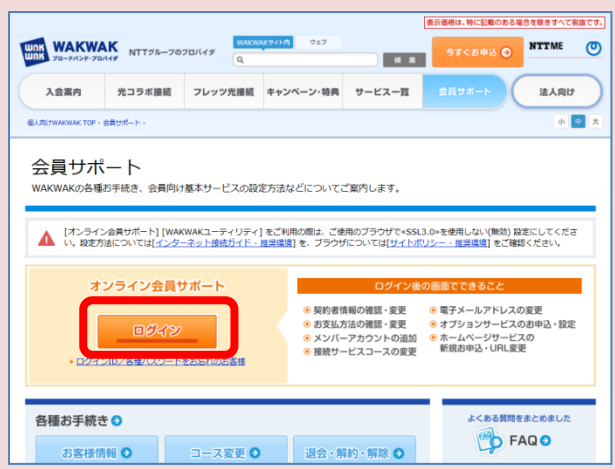 表示価格は、特に記載のある場合を除きすべて税抜です。
WAKWAK NTTグループのプロバイダ
ブロードバンド・プロバイダ
WAKWAKサイト内 ウェブ
検索
今すぐお申込
NTTME
入会案内 光コラボ接続 フレッツ光接続 キャンペーン・特典 サービス一覧 会員サポート 法人向け
個人向けWAKWAK TOP › 会員サポート ›
小 中 大
会員サポート
WAKWAKの各種お手続き、会員向け基本サービスの設定方法などについてご案内します。
[オンライン会員サポート] [WAKWAKユーティリティ] をご利用の際は、ご使用のブラウザで«SSL3.0»を使用しない(無効) 設定にしてくださ
い。設定方法については[インターネット接続ガイド - 推奨環境] を、ブラウザについては[サイトポリシー - 推奨環境] をご確認ください。
オンライン会員サポート
ログイン
ログインID／各種パスワードをお忘れのお客様
ログイン後の画面でできること
契約者情報の確認・変更
お支払方法の確認・変更
メンバーアカウントの追加
接続サービスコースの変更
電子メールアドレスの変更
オプションサービスのお申込・設定
ホームページサービスの
新規お申込・URL変更
各種お手続き
お客様情報 コース変更 退会・解約・解除
よくある質問をまとめました
FAQ